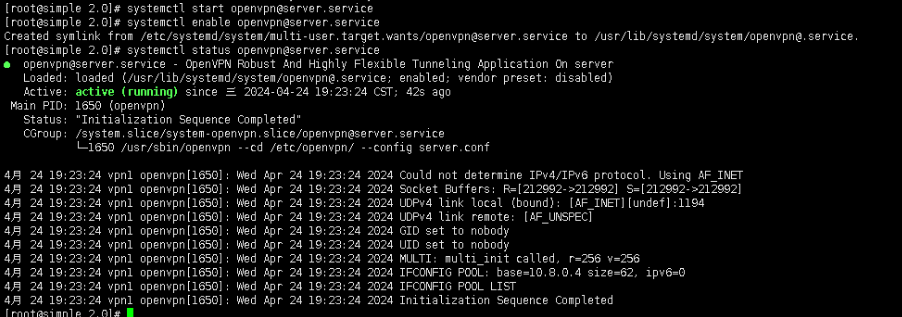 [root@simple 2.0]# systemctl start openvpn@server.service
[root@simple 2.0]# systemctl enable openvpn@server.service
Created symlink from /etc/systemd/system/multi-user.target.wants/openvpn@server.service to /usr/lib/systemd/system/openvpn@.service.
[root@simple 2.0]# systemctl status openvpn@server.service
● openvpn@server.service - OpenVPN Robust And Highly Flexible Tunneling Application On server
Loaded: loaded (/usr/lib/systemd/system/openvpn@.service; enabled; vendor preset: disabled)
Active: active (running) since 三 2024-04-24 19:23:24 CST; 42s ago
Main PID: 1650 (openvpn)
Status: "Initialization Sequence Completed"
CGroup: /system.slice/system-openvpn.slice/openvpn@server.service
└─1650 /usr/sbin/openvpn --cd /etc/openvpn/ --config server.conf
4月 24 19:23:24 vpn1 openvpn[1650]: Wed Apr 24 19:23:24 2024 Could not determine IPv4/IPv6 protocol. Using AF_INET
4月 24 19:23:24 vpn1 openvpn[1650]: Wed Apr 24 19:23:24 2024 Socket Buffers: R=[212992->212992] S=[212992->212992]
4月 24 19:23:24 vpn1 openvpn[1650]: Wed Apr 24 19:23:24 2024 UDPv4 link local (bound): [AF_INET][undef]:1194
4月 24 19:23:24 vpn1 openvpn[1650]: Wed Apr 24 19:23:24 2024 UDPv4 link remote: [AF_UNSPEC]
4月 24 19:23:24 vpn1 openvpn[1650]: Wed Apr 24 19:23:24 2024 GID set to nobody
4月 24 19:23:24 vpn1 openvpn[1650]: Wed Apr 24 19:23:24 2024 UID set to nobody
4月 24 19:23:24 vpn1 openvpn[1650]: Wed Apr 24 19:23:24 2024 MULTI: multi_init called, r=256 v=256
4月 24 19:23:24 vpn1 openvpn[1650]: Wed Apr 24 19:23:24 2024 IFCONFIG POOL: base=10.8.0.4 size=62, ipv6=0
4月 24 19:23:24 vpn1 openvpn[1650]: Wed Apr 24 19:23:24 2024 IFCONFIG POOL LIST
4月 24 19:23:24 vpn1 openvpn[1650]: Wed Apr 24 19:23:24 2024 Initialization Sequence Completed
[root@simple 2.0]#